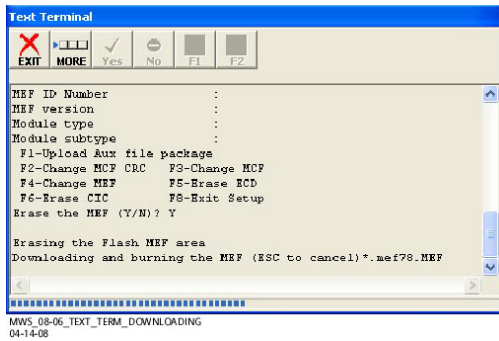 Text Terminal
EXIT MORE Yes No F1 F2
MEF ID Number :
MEF version :
Module type :
Module subtype :
F1-Upload Aux file package
F2-Change MCF CRC F3-Change MCF
F4-Change MEF F5-Erase ECD
F6-Erase CIC F8-Exit Setup
Erase the MEF (Y/N)? Y
Erasing the Flash MEF area
Downloading and burning the MEF (ESC to cancel)*.mef78.MEF
MWS_08-06_TEXT_TERM_DOWNLOADING
04-14-08